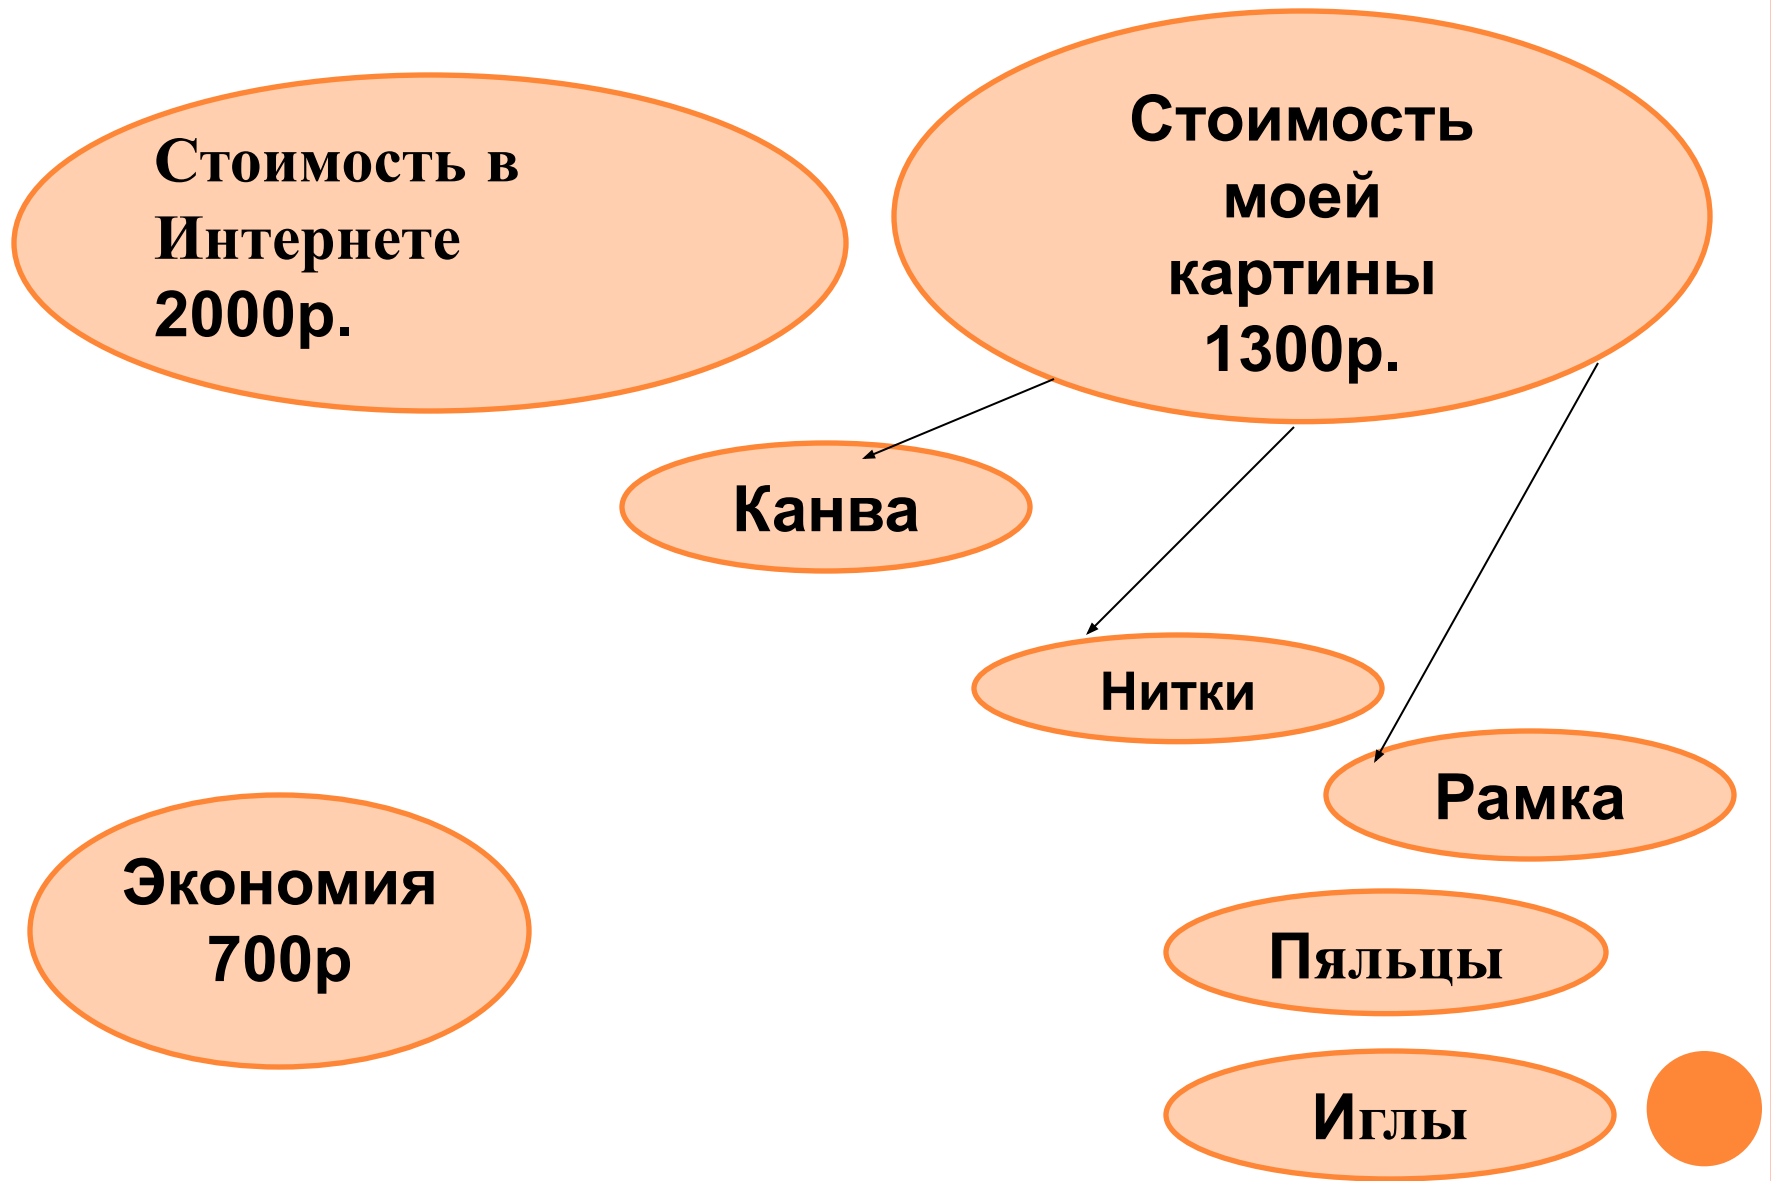 Стоимость в
Интернете
2000р.
Стоимость
моей
картины
1300р.
Канва
Нитки
Рамка
Экономия
700р
Пяльцы
Иглы